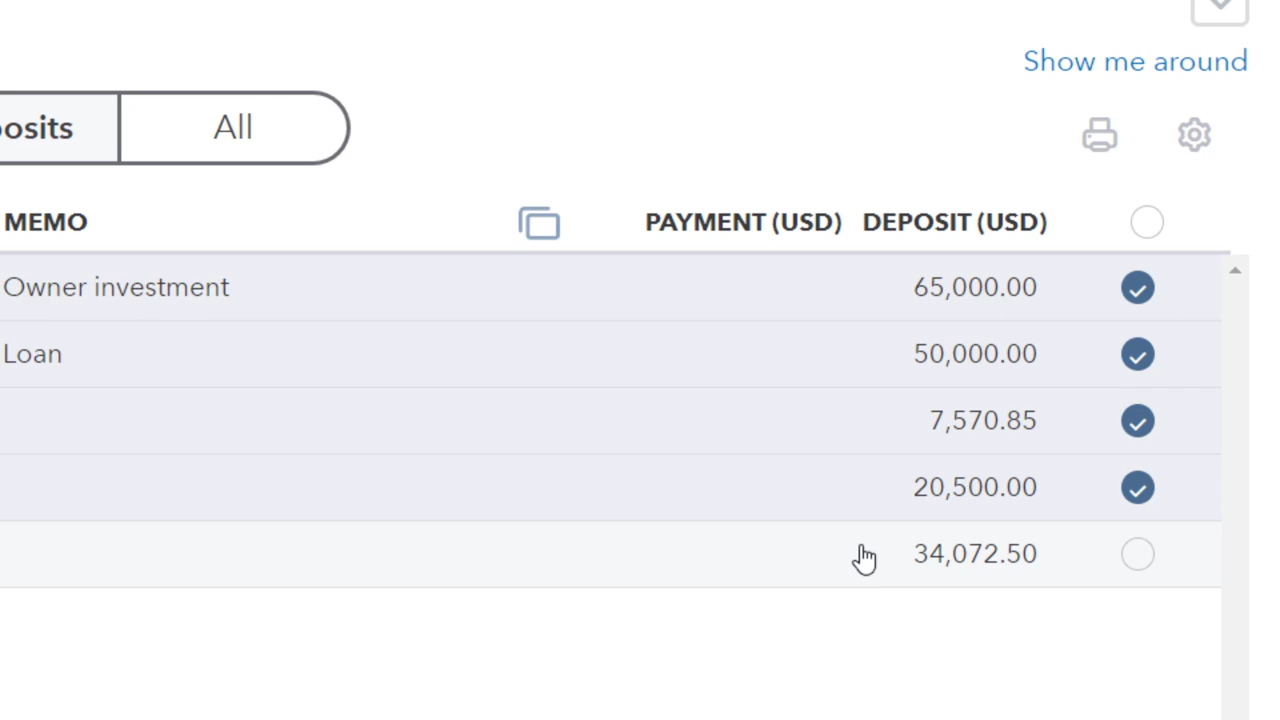 Show me around
posits All
MEMO PAYMENT (USD) DEPOSIT (USD)
Owner investment 65,000.00
Loan 50,000.00
7,570.85
20,500.00
34,072.50